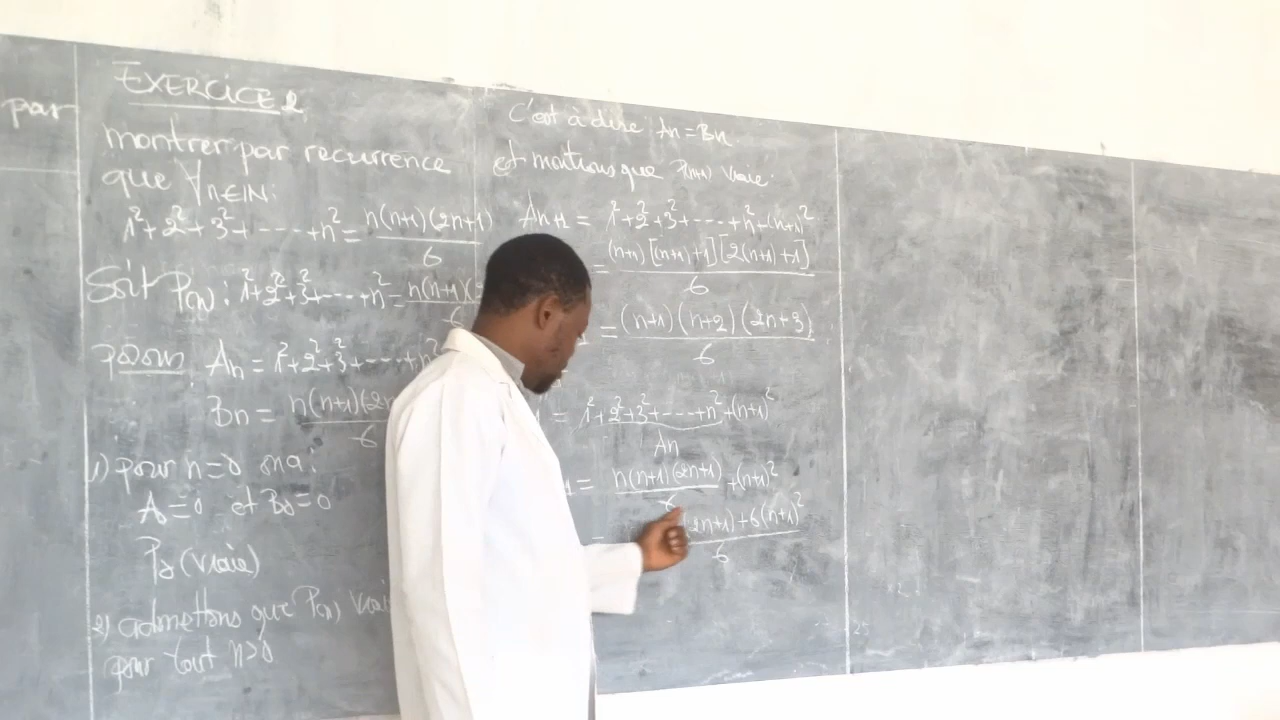 par
EXERCICE 2
montrer par recurrence
que ∀n∈IN:
1²+2²+3²+----+n² = n(n+1)(2n+1)/6
Soit P(n): 1²+2²+3²+---+n² = n(n+1)(
posons An = 1²+2²+3²+---+n²
Bn = n(n+1)(2n
6
1) pour n=0 on a:
A0=0 et B0=0
P0 (vraie)
2) admettons que P(n) vrai
pour tout n>0
C'est à dire An = Bn
et montrons que P(n+1) vraie.
An+1 = 1²+2²+3²+----+n²+(n+1)²
= (n+1)[(n+1)+1][2(n+1)+1]/6
= (n+1)(n+2)(2n+3)/6
= 1²+2²+3²+----+n²+(n+1)²
An
= n(n+1)(2n+1)/6 + (n+1)²
= 2n+1)+6(n+1)²/6